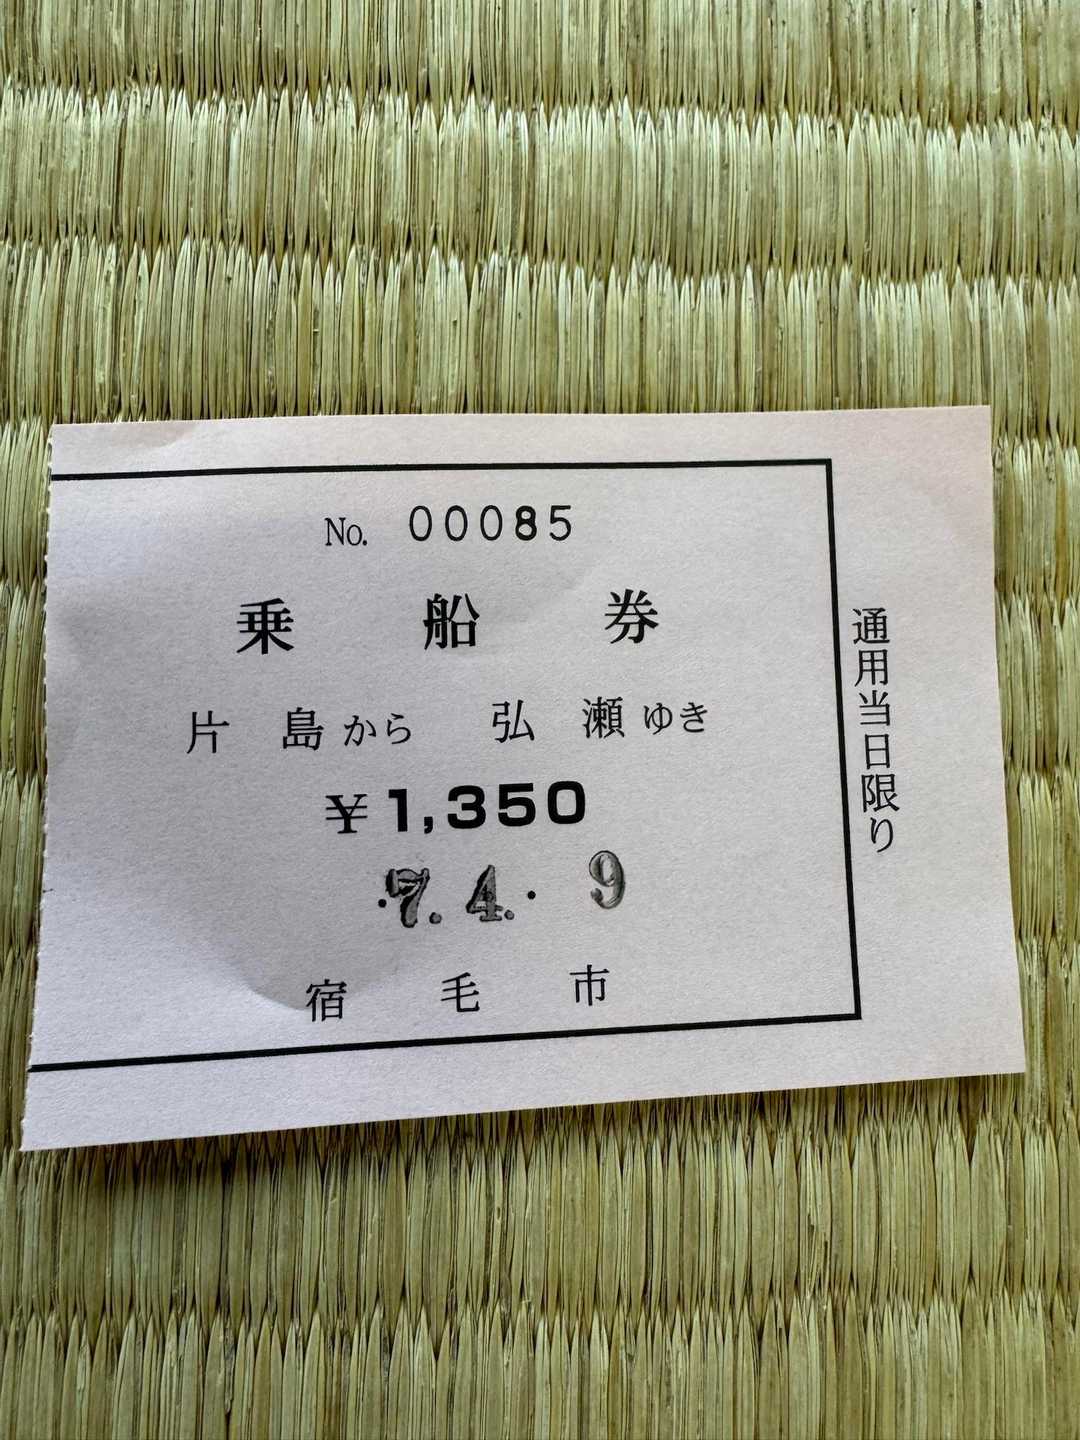 No. 00085
乗船券
片島から 弘瀬ゆき
¥1,350
.7.4.・9
宿毛市
通用当日限り